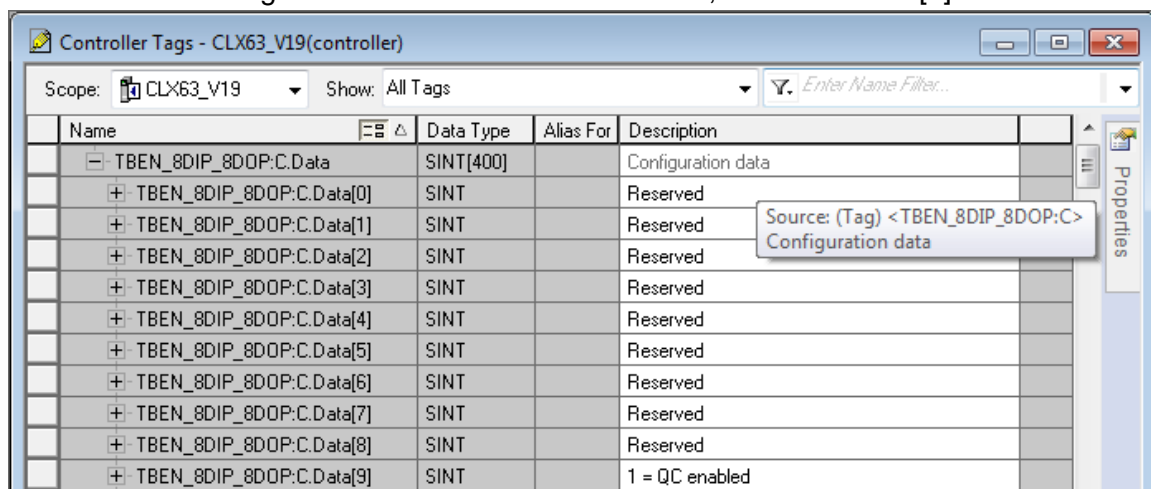 Controller Tags - CLX63_V19(controller)
Scope: CLX63_V19 Show: All Tags Enter Name Filter...
Name Data Type Alias For Description
TBEN_8DIP_8DOP:C.Data SINT[400] Configuration data
TBEN_8DIP_8DOP:C.Data[0] SINT Reserved
TBEN_8DIP_8DOP:C.Data[1] SINT Reserved
TBEN_8DIP_8DOP:C.Data[2] SINT Reserved
TBEN_8DIP_8DOP:C.Data[3] SINT Reserved
TBEN_8DIP_8DOP:C.Data[4] SINT Reserved
TBEN_8DIP_8DOP:C.Data[5] SINT Reserved
TBEN_8DIP_8DOP:C.Data[6] SINT Reserved
TBEN_8DIP_8DOP:C.Data[7] SINT Reserved
TBEN_8DIP_8DOP:C.Data[8] SINT Reserved
TBEN_8DIP_8DOP:C.Data[9] SINT 1 = QC enabled
Source: (Tag) <TBEN_8DIP_8DOP:C>
Configuration data
Properties